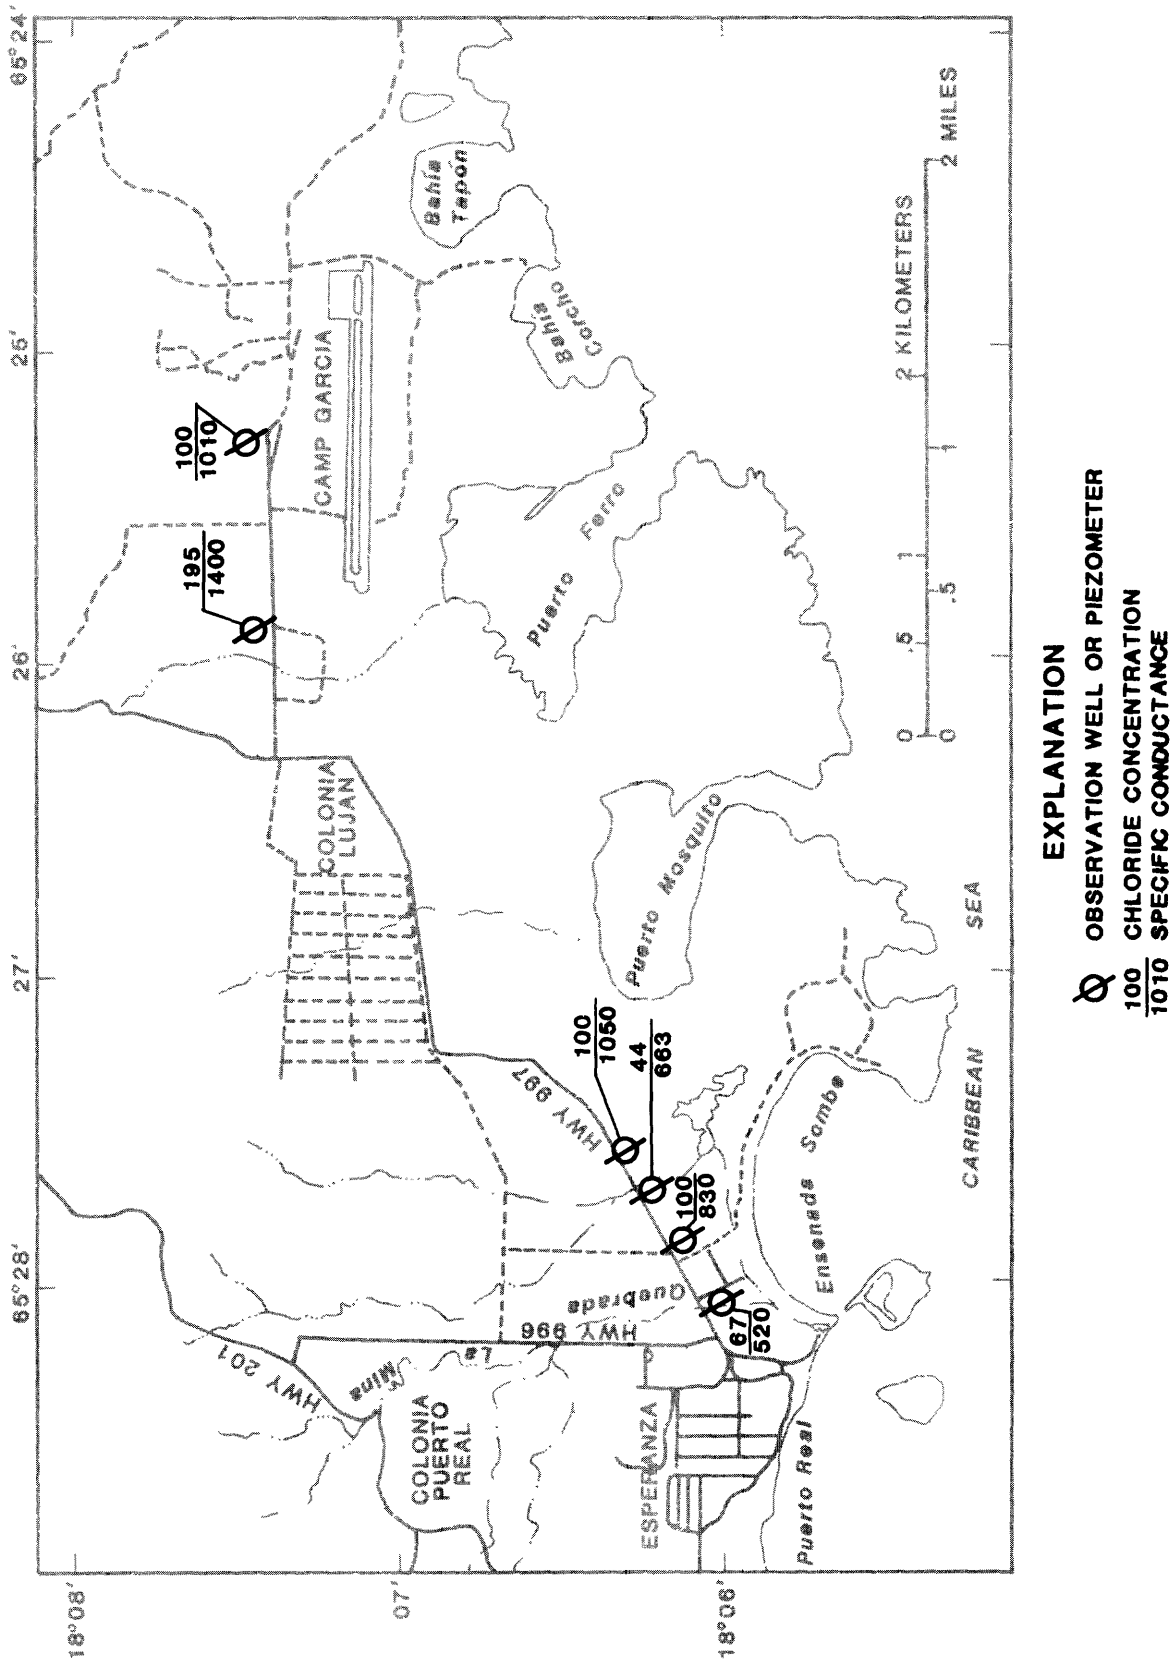 65°28'
27'
26'
25'
65°24'
18°08'
07'
18°06'
HWY 201
Mina
La
COLONIA
PUERTO
REAL
HWY 996
Quebrada
ESPERANZA
Puerto Real
67
520
100
830
44
663
100
1050
HWY 997
COLONIA
LUJAN
195
1400
100
1010
CAMP GARCIA
Puerto Mosquito
Puerto Ferro
Bahía
Corcho
Bahía
Tapón
Ensenada Sombe
CARIBBEAN SEA
0 .5 1 2 KILOMETERS
0 .5 1 2 MILES
EXPLANATION
OBSERVATION WELL OR PIEZOMETER
100 CHLORIDE CONCENTRATION
1010 SPECIFIC CONDUCTANCE